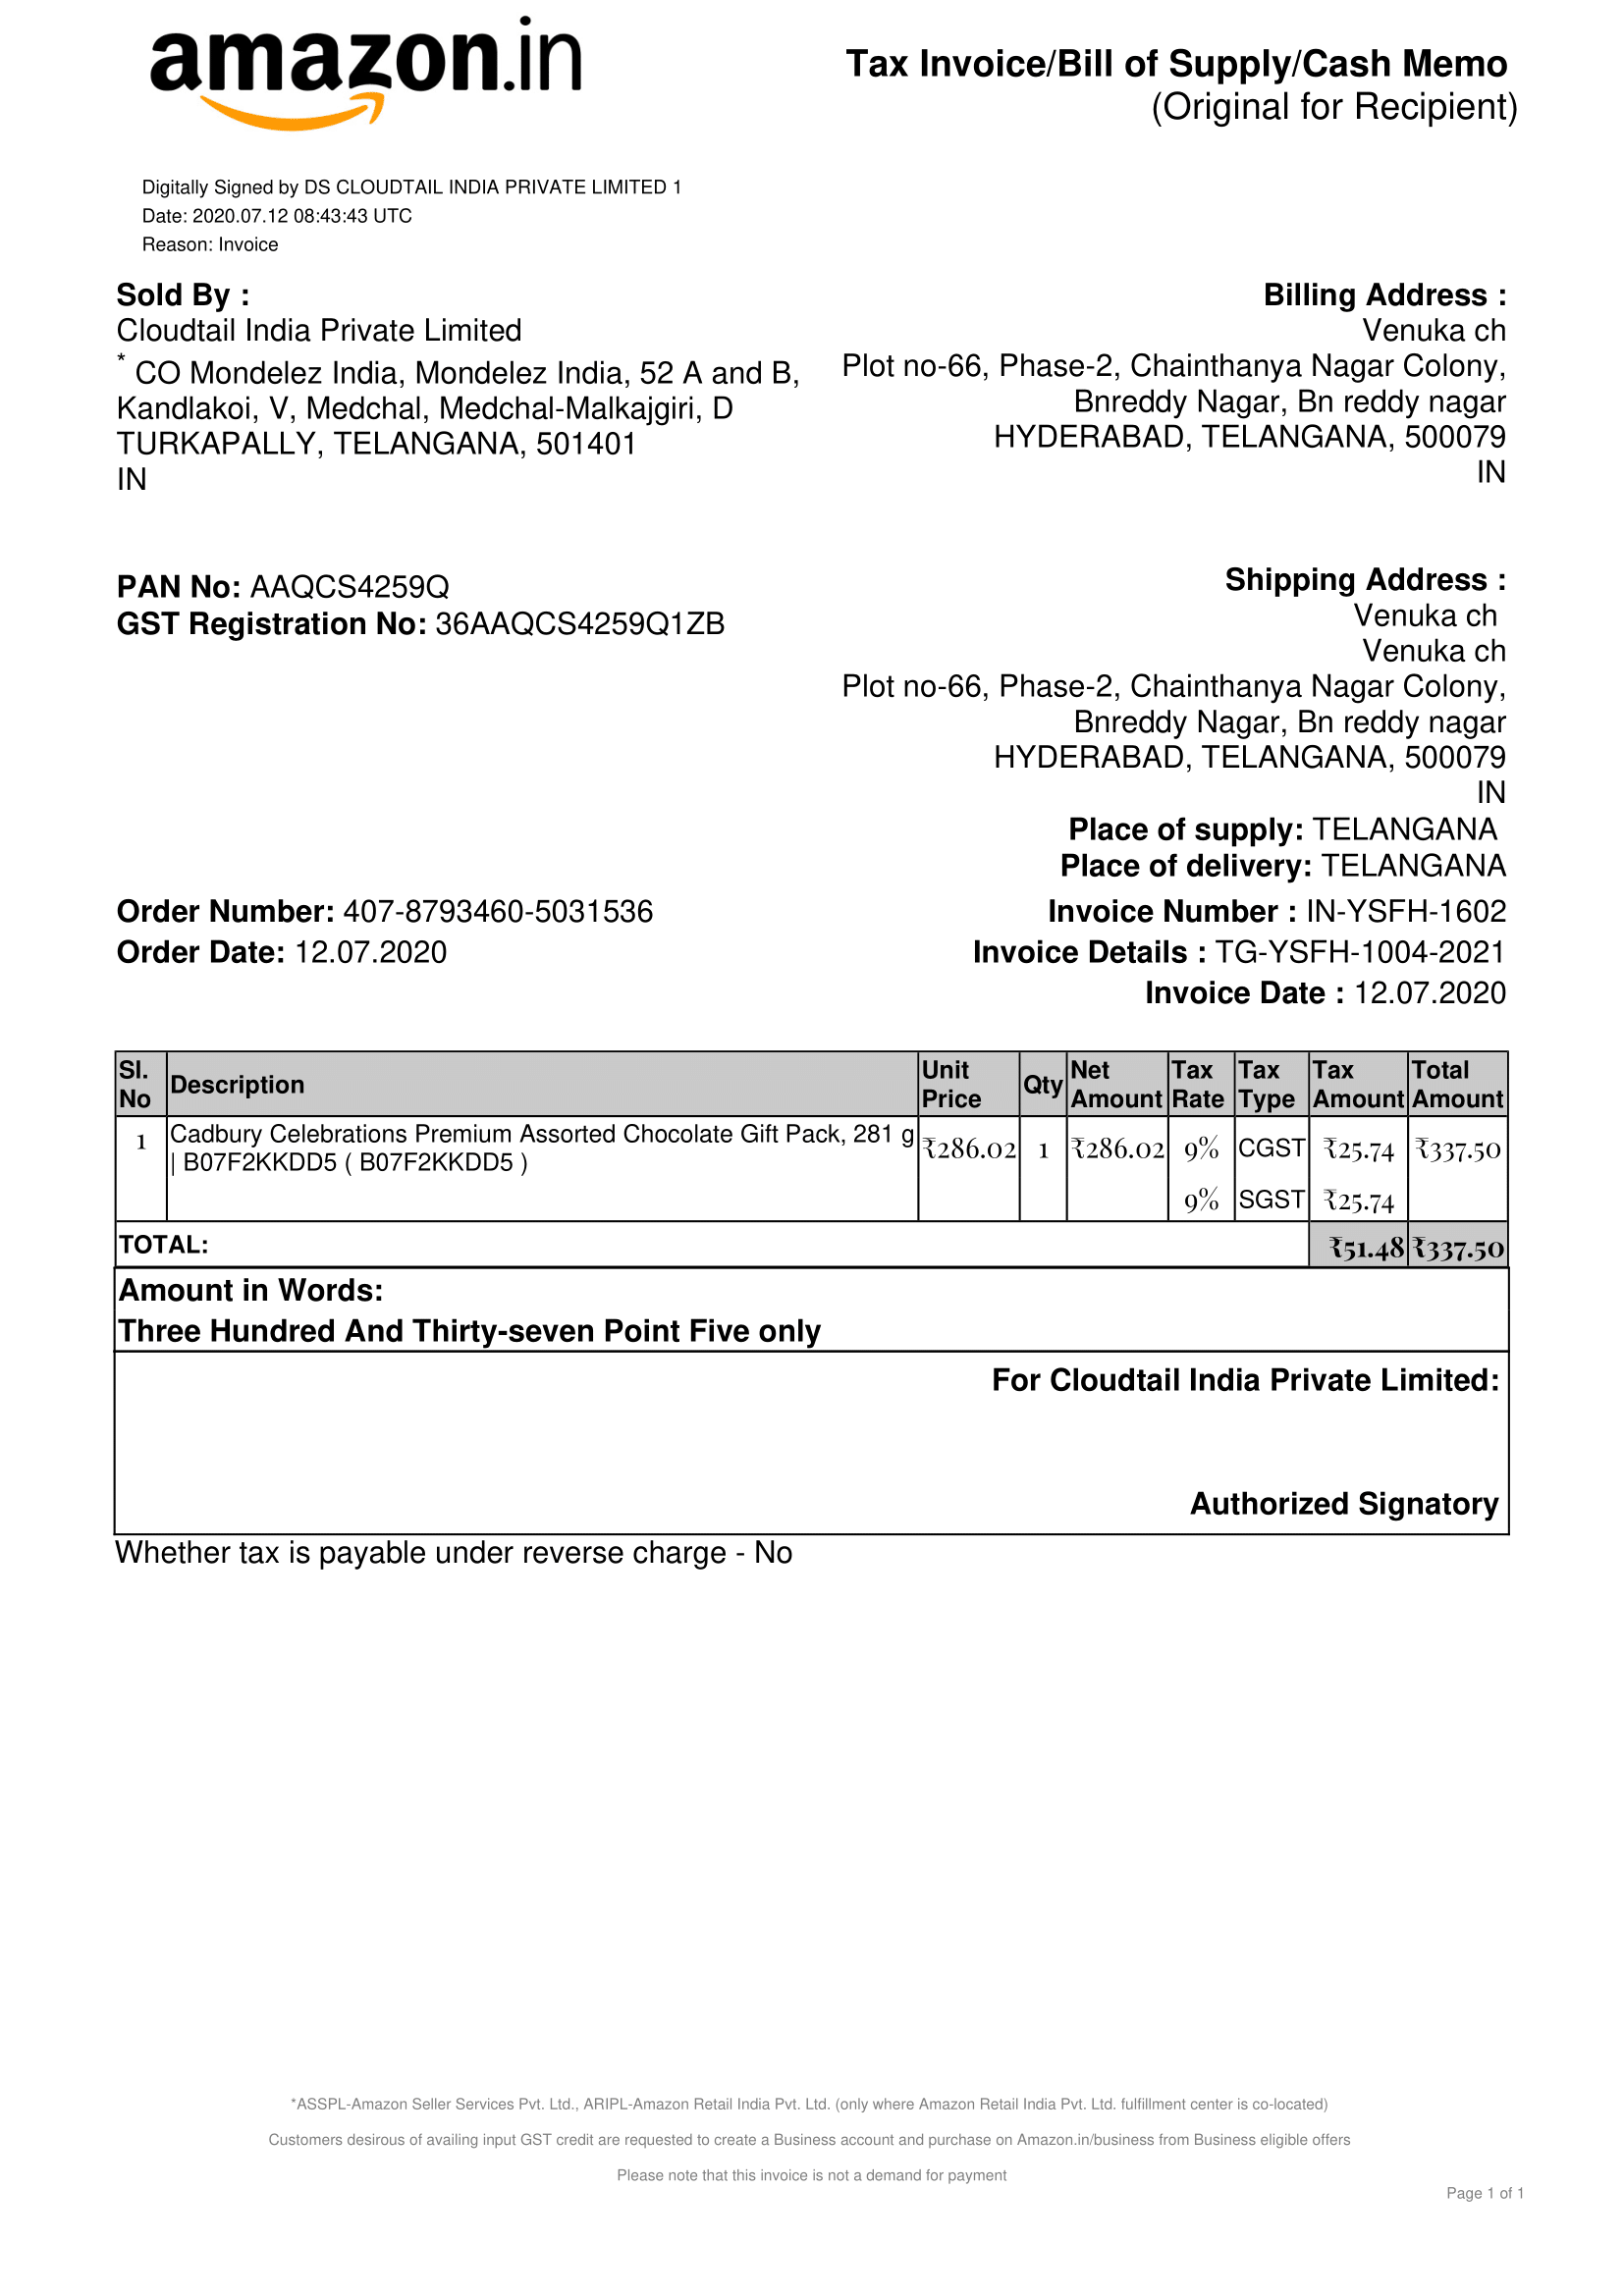 amazon.in
Tax Invoice/Bill of Supply/Cash Memo
(Original for Recipient)
Digitally Signed by DS CLOUDTAIL INDIA PRIVATE LIMITED 1
Date: 2020.07.12 08:43:43 UTC
Reason: Invoice
Sold By :
Cloudtail India Private Limited
* CO Mondelez India, Mondelez India, 52 A and B,
Kandlakoi, V, Medchal, Medchal-Malkajgiri, D
TURKAPALLY, TELANGANA, 501401
IN
Billing Address :
Venuka ch
Plot no-66, Phase-2, Chainthanya Nagar Colony,
Bnreddy Nagar, Bn reddy nagar
HYDERABAD, TELANGANA, 500079
IN
PAN No: AAQCS4259Q
GST Registration No: 36AAQCS4259Q1ZB
Shipping Address :
Venuka ch
Venuka ch
Plot no-66, Phase-2, Chainthanya Nagar Colony,
Bnreddy Nagar, Bn reddy nagar
HYDERABAD, TELANGANA, 500079
IN
Place of supply: TELANGANA
Place of delivery: TELANGANA
Order Number: 407-8793460-5031536
Order Date: 12.07.2020
Invoice Number : IN-YSFH-1602
Invoice Details : TG-YSFH-1004-2021
Invoice Date : 12.07.2020
Sl. No Description Unit Price Qty Net Amount Tax Rate Tax Type Tax Amount Total Amount
1 Cadbury Celebrations Premium Assorted Chocolate Gift Pack, 281 g ₹286.02 1 ₹286.02 9% CGST ₹25.74 ₹337.50
| B07F2KKDD5 ( B07F2KKDD5 )
9% SGST ₹25.74
TOTAL: ₹51.48 ₹337.50
Amount in Words:
Three Hundred And Thirty-seven Point Five only
For Cloudtail India Private Limited:
Authorized Signatory
Whether tax is payable under reverse charge - No
*ASSPL-Amazon Seller Services Pvt. Ltd., ARIPL-Amazon Retail India Pvt. Ltd. (only where Amazon Retail India Pvt. Ltd. fulfillment center is co-located)
Customers desirous of availing input GST credit are requested to create a Business account and purchase on Amazon.in/business from Business eligible offers
Please note that this invoice is not a demand for payment
Page 1 of 1